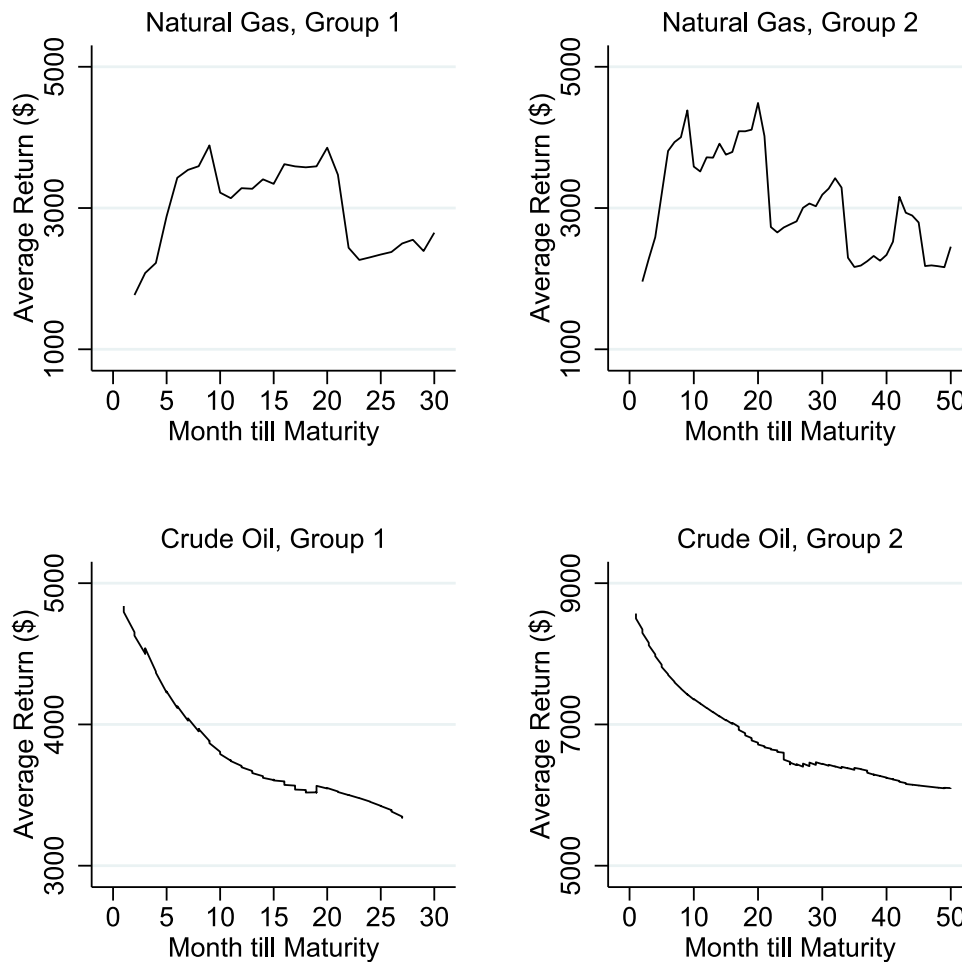 Natural Gas, Group 1
Average Return ($)
5000
3000
1000
0 5 10 15 20 25 30
Month till Maturity
Natural Gas, Group 2
Average Return ($)
5000
3000
1000
0 10 20 30 40 50
Month till Maturity
Crude Oil, Group 1
Average Return ($)
5000
4000
3000
0 5 10 15 20 25 30
Month till Maturity
Crude Oil, Group 2
Average Return ($)
9000
7000
5000
0 10 20 30 40 50
Month till Maturity